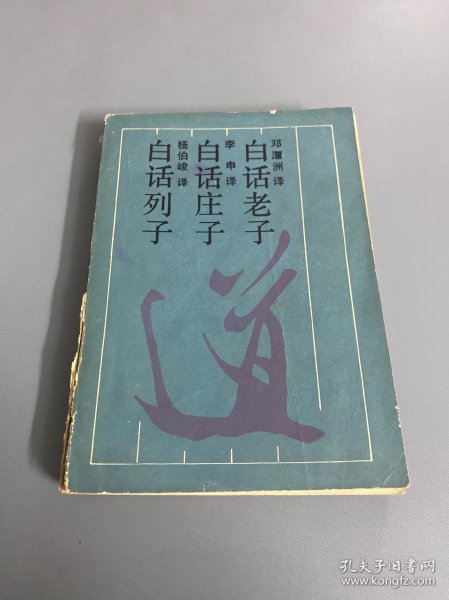 邓潭洲译
白话老子
李申译
白话庄子
杨伯峻译
白话列子
道
孔夫子旧书网
www.kongfz.com